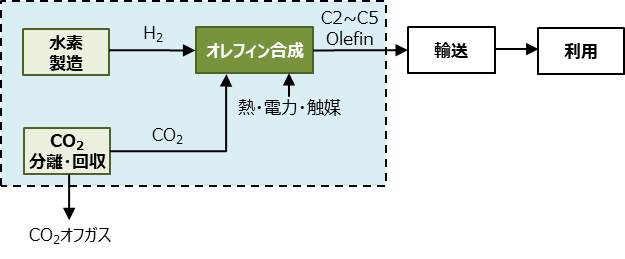 水素
製造
H₂
オレフィン合成
C2~C5
Olefin
輸送
利用
熱・電力・触媒
CO₂
分離・回収
CO₂
CO₂オフガス